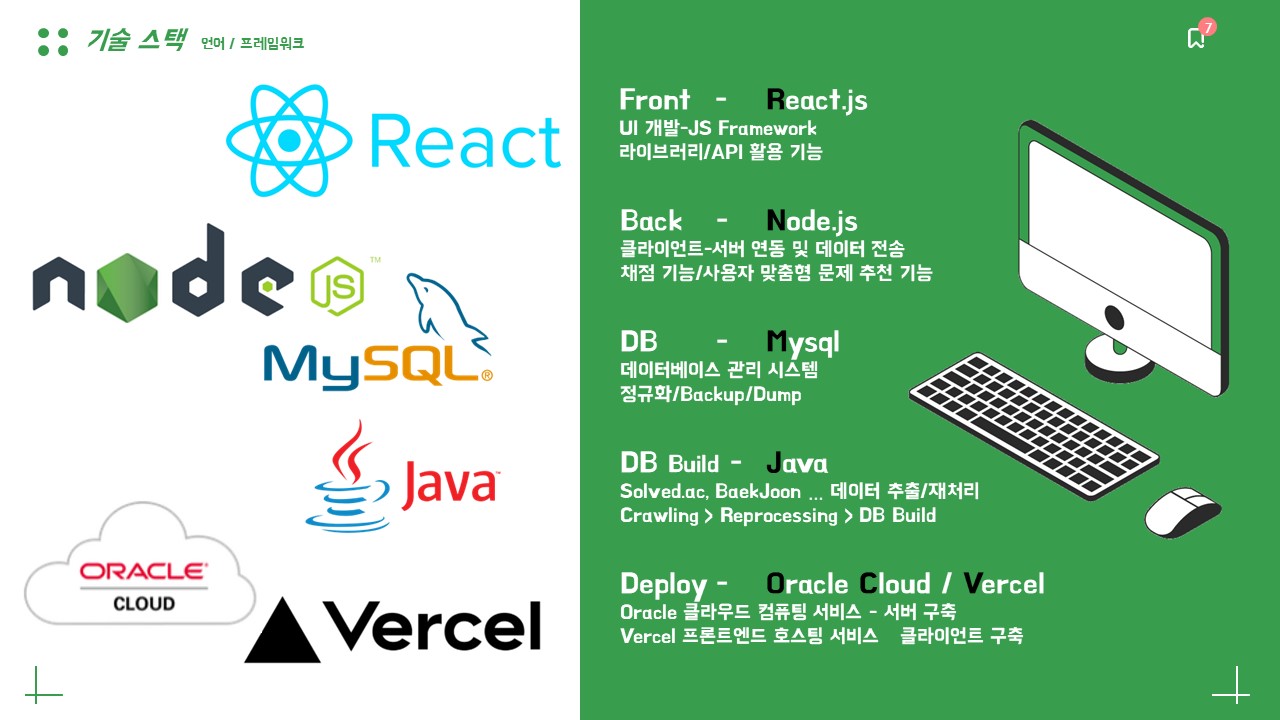 기술 스택 언어 / 프레임워크
7
React
node JS ™
MySQL®
Java™
ORACLE®
CLOUD
Vercel
Front - React.js
UI 개발-JS Framework
라이브러리/API 활용 기능
Back - Node.js
클라이언트-서버 연동 및 데이터 전송
채점 기능/사용자 맞춤형 문제 추천 기능
DB - Mysql
데이터베이스 관리 시스템
정규화/Backup/Dump
DB Build - Java
Solved.ac, BaekJoon ... 데이터 추출/재처리
Crawling > Reprocessing > DB Build
Deploy - Oracle Cloud / Vercel
Oracle 클라우드 컴퓨팅 서비스 - 서버 구축
Vercel 프론트엔드 호스팅 서비스 클라이언트 구축